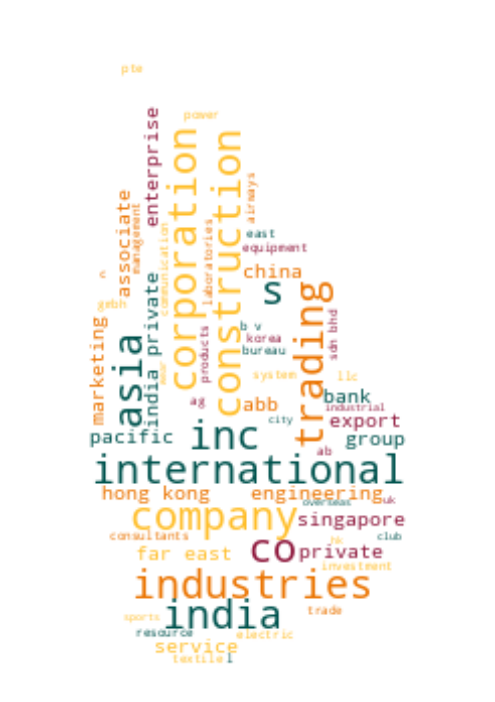 pte
power
enterprise
corporation
construction
airways
associate
management
laboratories
communication
east
equipment
china
c
s
gmbh
india private
trading
sdn bhd
marketing
asia
products
b v
korea
bureau
system
llc
bank
ag
abb
industrial
city
export
pacific
inc
group
ab
international
hong kong
engineering
overseas
uk
company
singapore
consultants
club
hk
far east
co
private
investment
industries
india
trade
sports
resource
electric
service
textile
l